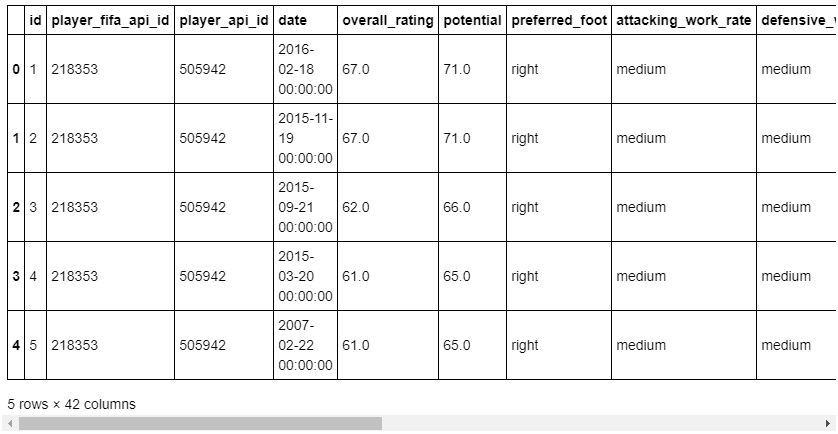 id player_fifa_api_id player_api_id date overall_rating potential preferred_foot attacking_work_rate defensive_
0 1 218353 505942 2016-02-18 00:00:00 67.0 71.0 right medium medium
1 2 218353 505942 2015-11-19 00:00:00 67.0 71.0 right medium medium
2 3 218353 505942 2015-09-21 00:00:00 62.0 66.0 right medium medium
3 4 218353 505942 2015-03-20 00:00:00 61.0 65.0 right medium medium
4 5 218353 505942 2007-02-22 00:00:00 61.0 65.0 right medium medium
5 rows × 42 columns